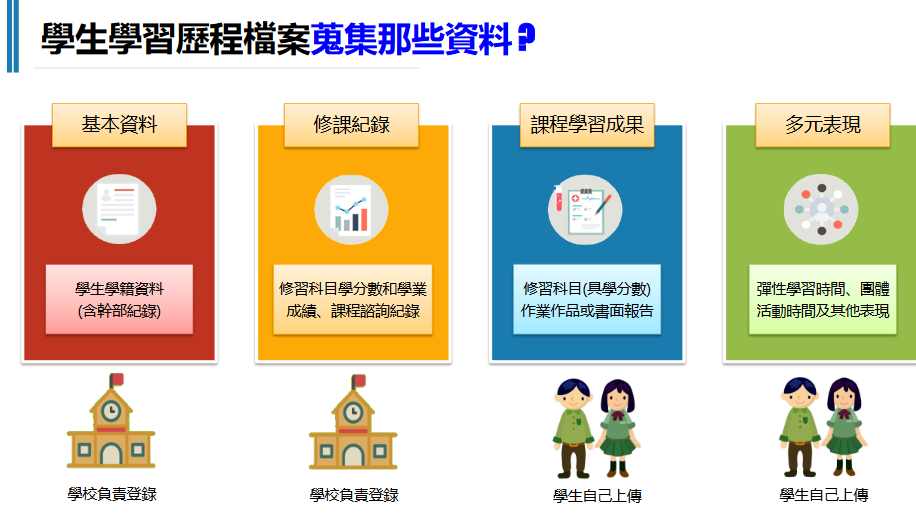 學生學習歷程檔案蒐集那些資料?
基本資料
學生學籍資料
(含幹部紀錄)
學校負責登錄
修課紀錄
修習科目學分數和學業
成績、課程諮詢紀錄
學校負責登錄
課程學習成果
修習科目(具學分數)
作業作品或書面報告
學生自己上傳
多元表現
彈性學習時間、團體
活動時間及其他表現
學生自己上傳